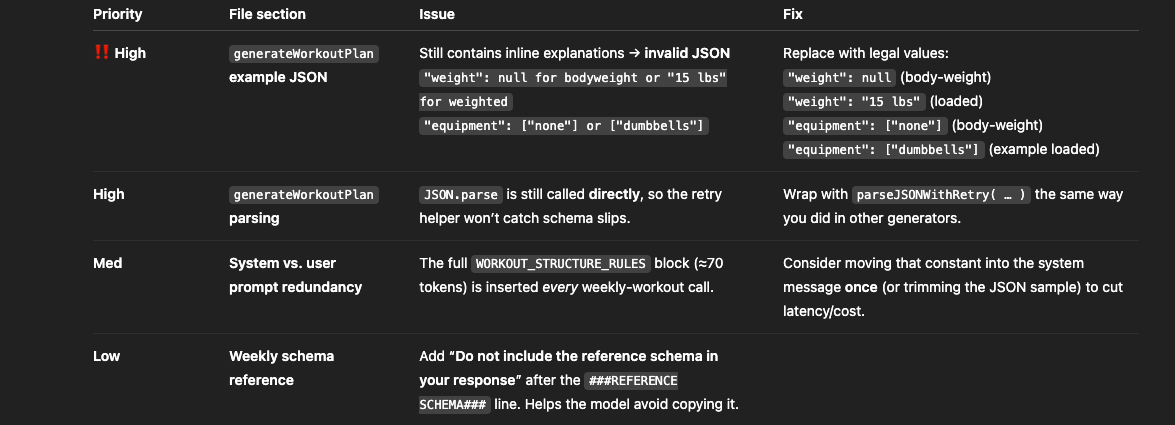 Priority File section Issue Fix
‼ High generateWorkoutPlan Still contains inline explanations → invalid JSON Replace with legal values:
example JSON "weight": null for bodyweight or "15 lbs" "weight": null (body-weight)
for weighted "weight": "15 lbs" (loaded)
"equipment": ["none"] or ["dumbbells"] "equipment": ["none"] (body-weight)
"equipment": ["dumbbells"] (example loaded)
High generateWorkoutPlan JSON.parse is still called directly, so the retry Wrap with parseJSONWithRetry( … ) the same way
parsing helper won’t catch schema slips. you did in other generators.
Med System vs. user The full WORKOUT_STRUCTURE_RULES block (≈70 Consider moving that constant into the system
prompt redundancy tokens) is inserted every weekly-workout call. message once (or trimming the JSON sample) to cut
latency/cost.
Low Weekly schema Add “Do not include the reference schema in
reference your response” after the ###REFERENCE
SCHEMA### line. Helps the model avoid copying it.